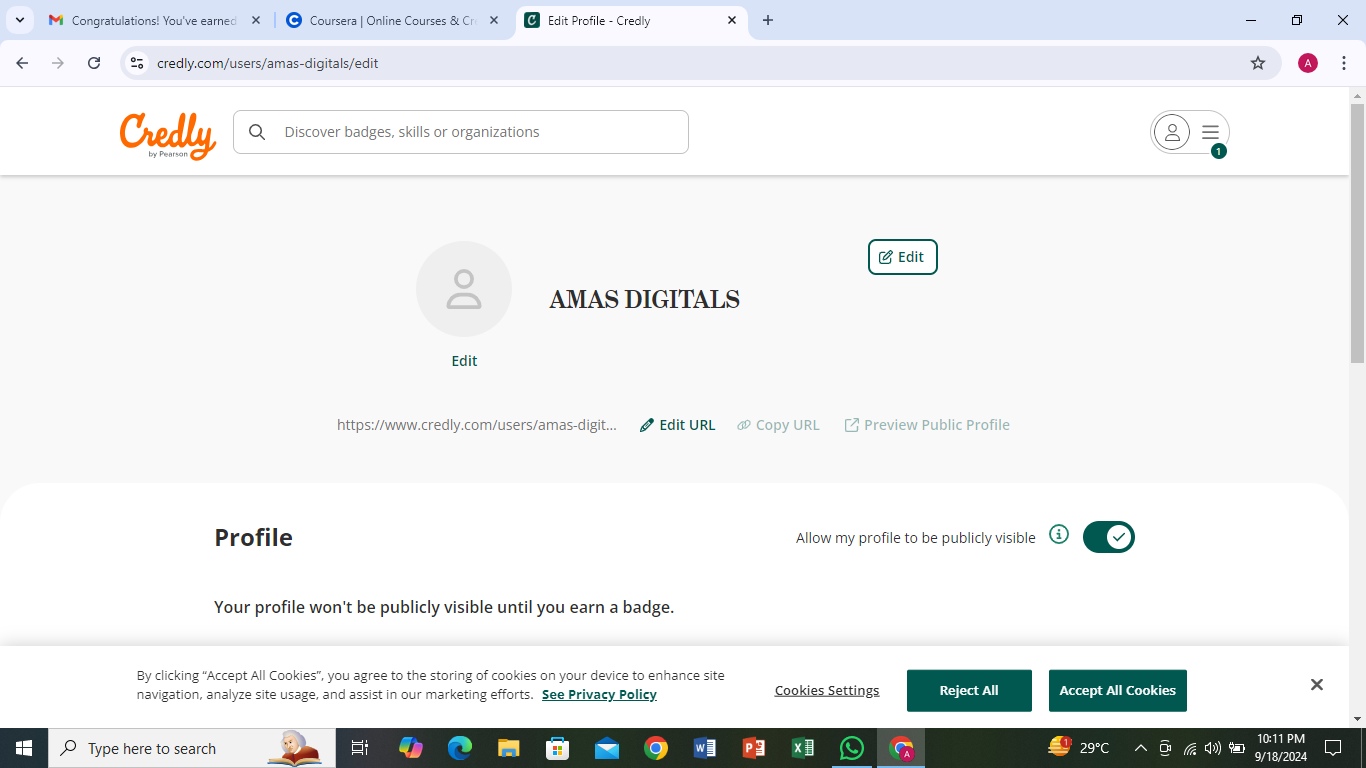 Congratulations! You've earned
Coursera | Online Courses & Cre
Edit Profile - Credly
credly.com/users/amas-digitals/edit
A
Credly
by Pearson
Discover badges, skills or organizations
1
Edit
AMAS DIGITALS
Edit
https://www.credly.com/users/amas-digit...
Edit URL
Copy URL
Preview Public Profile
Profile
Allow my profile to be publicly visible
Your profile won't be publicly visible until you earn a badge.
By clicking “Accept All Cookies”, you agree to the storing of cookies on your device to enhance site
navigation, analyze site usage, and assist in our marketing efforts. See Privacy Policy
Cookies Settings
Reject All
Accept All Cookies
Type here to search
1
29°C
10:11 PM
9/18/2024